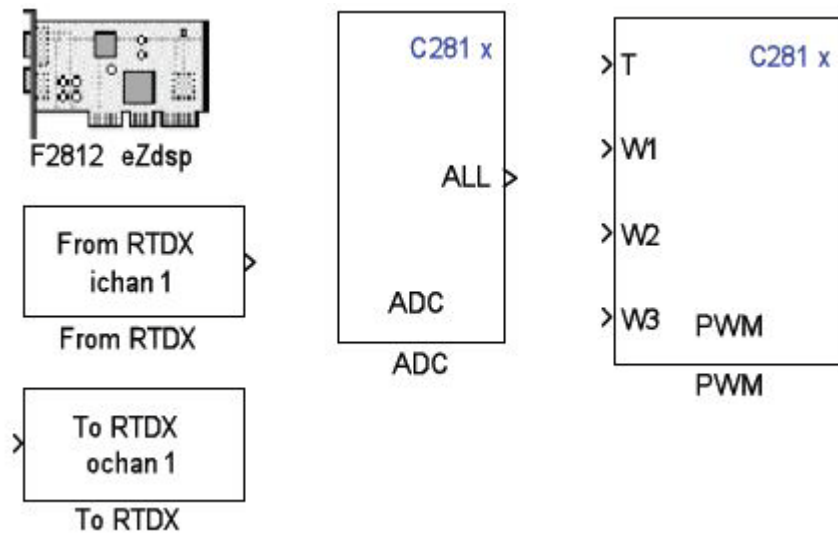 F2812 eZdsp
From RTDX
ichan 1
From RTDX
To RTDX
ochan 1
To RTDX
C281 x
ALL
ADC
ADC
C281 x
T
W1
W2
W3
PWM
PWM